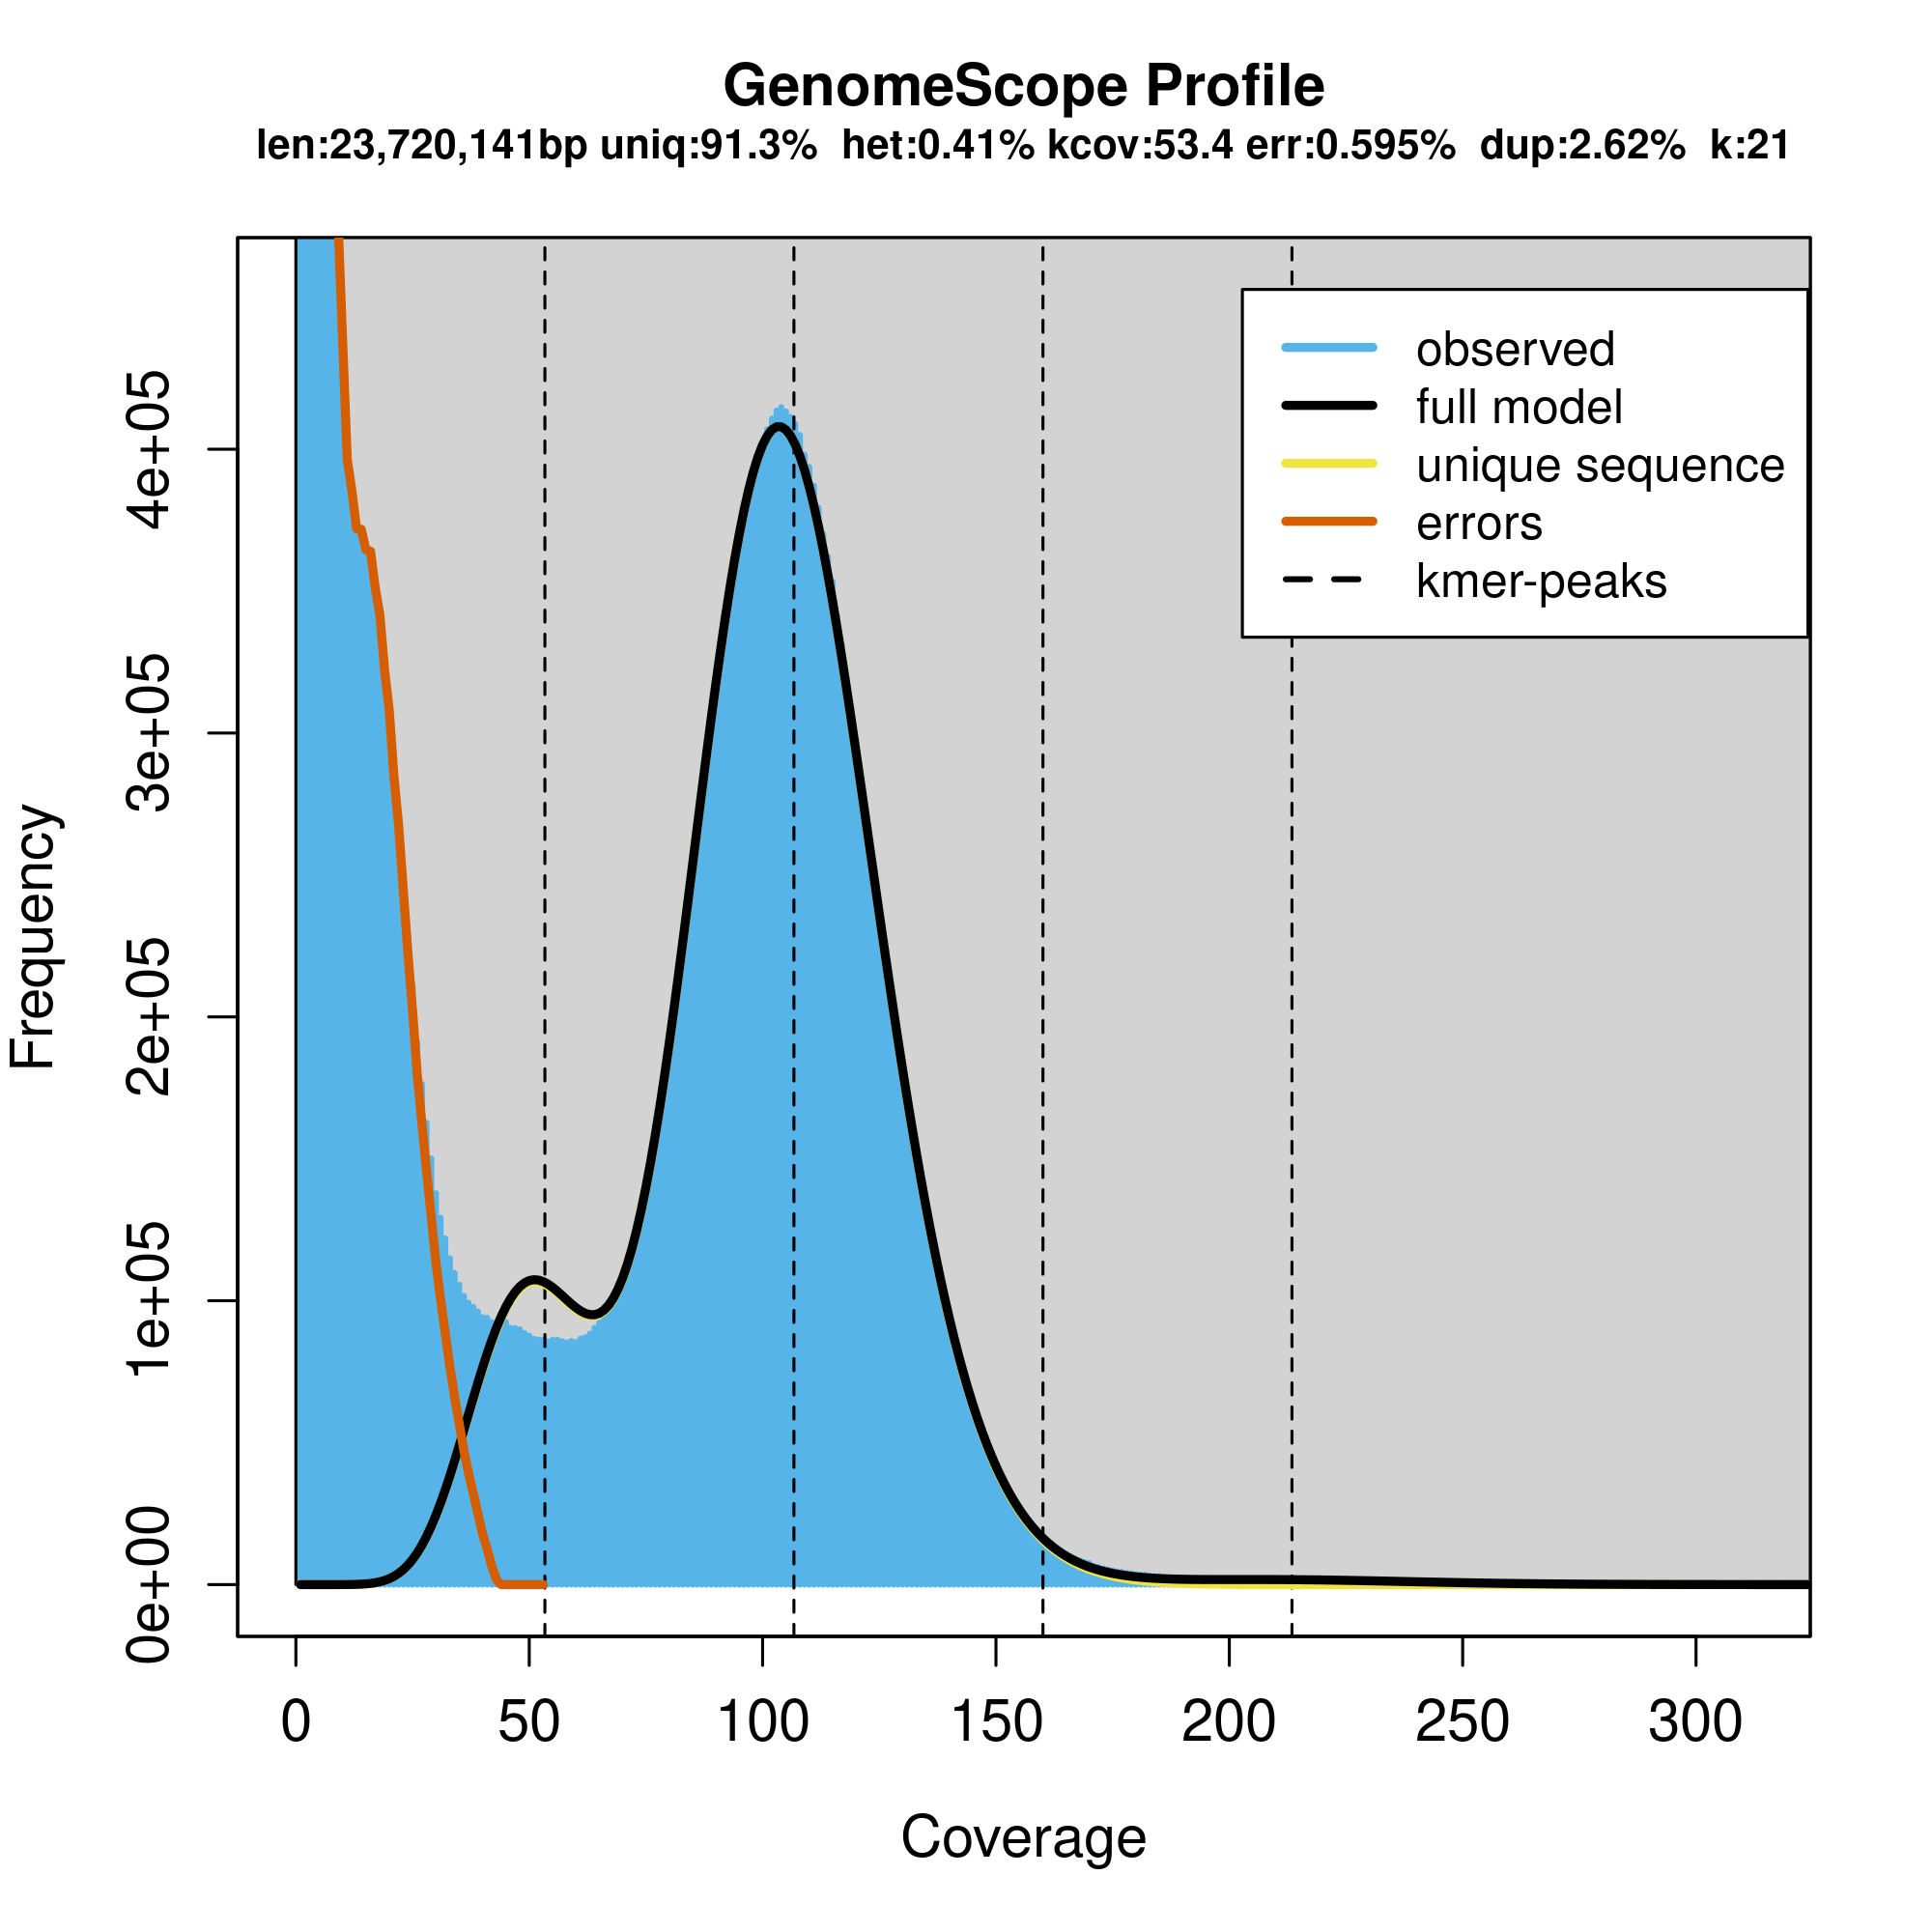 GenomeScope Profile
len:23,720,141bp uniq:91.3% het:0.41% kcov:53.4 err:0.595% dup:2.62% k:21
observed
full model
unique sequence
errors
kmer-peaks
Frequency
4e+05
3e+05
2e+05
1e+05
0e+00
0 50 100 150 200 250 300
Coverage